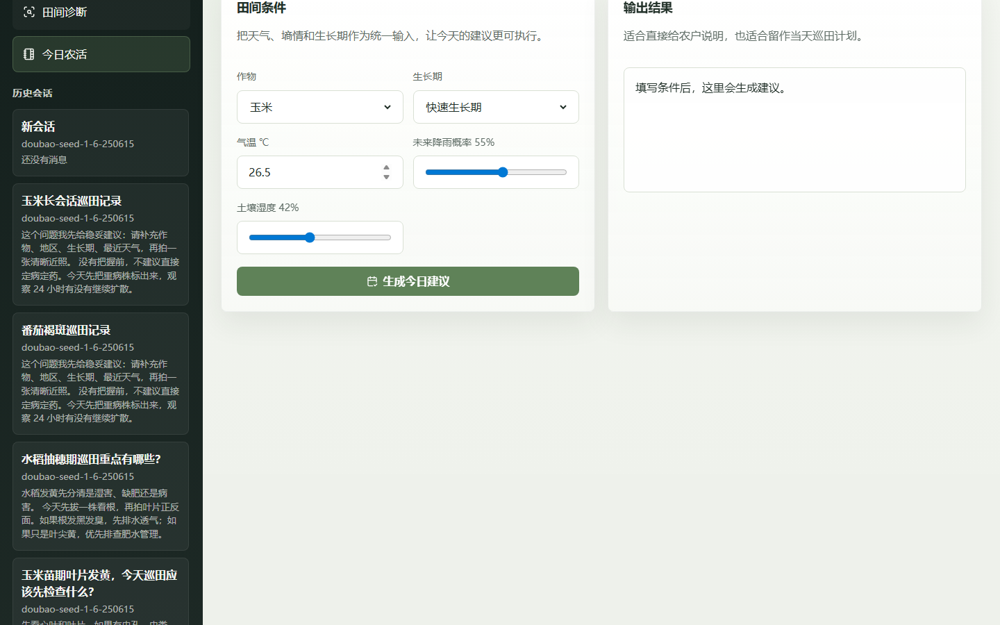 田间诊断
今日农活
历史会话
新会话
doubao-seed-1-6-250615
还没有消息
玉米长会话巡田记录
doubao-seed-1-6-250615
这个问题我先给稳妥建议：请补充作
物、地区、生长期、最近天气，再拍一
张清晰近照。 没有把握前，不建议直接
定病定药。今天先把重病株标出来，观
察 24 小时有没有继续扩散。
番茄褐斑巡田记录
doubao-seed-1-6-250615
这个问题我先给稳妥建议：请补充作
物、地区、生长期、最近天气，再拍一
张清晰近照。 没有把握前，不建议直接
定病定药。今天先把重病株标出来，观
察 24 小时有没有继续扩散。
水稻抽穗期巡田重点有哪些？
doubao-seed-1-6-250615
水稻发黄先分清是湿害、缺肥还是病
害。 今天先拔一株看根，再拍叶片正反
面。如果根发黑发臭，先排水透气；如
果只是叶尖黄，优先排查肥水管理。
玉米苗期叶片发黄，今天巡田应
该先检查什么？
doubao-seed-1-6-250615
田间条件
把天气、墒情和生长期作为统一输入，让今天的建议更可执行。
作物
生长期
玉米
快速生长期
气温 ℃
未来降雨概率 55%
26.5
土壤湿度 42%
生成今日建议
输出结果
适合直接给农户说明，也适合留作当天巡田计划。
填写条件后，这里会生成建议。